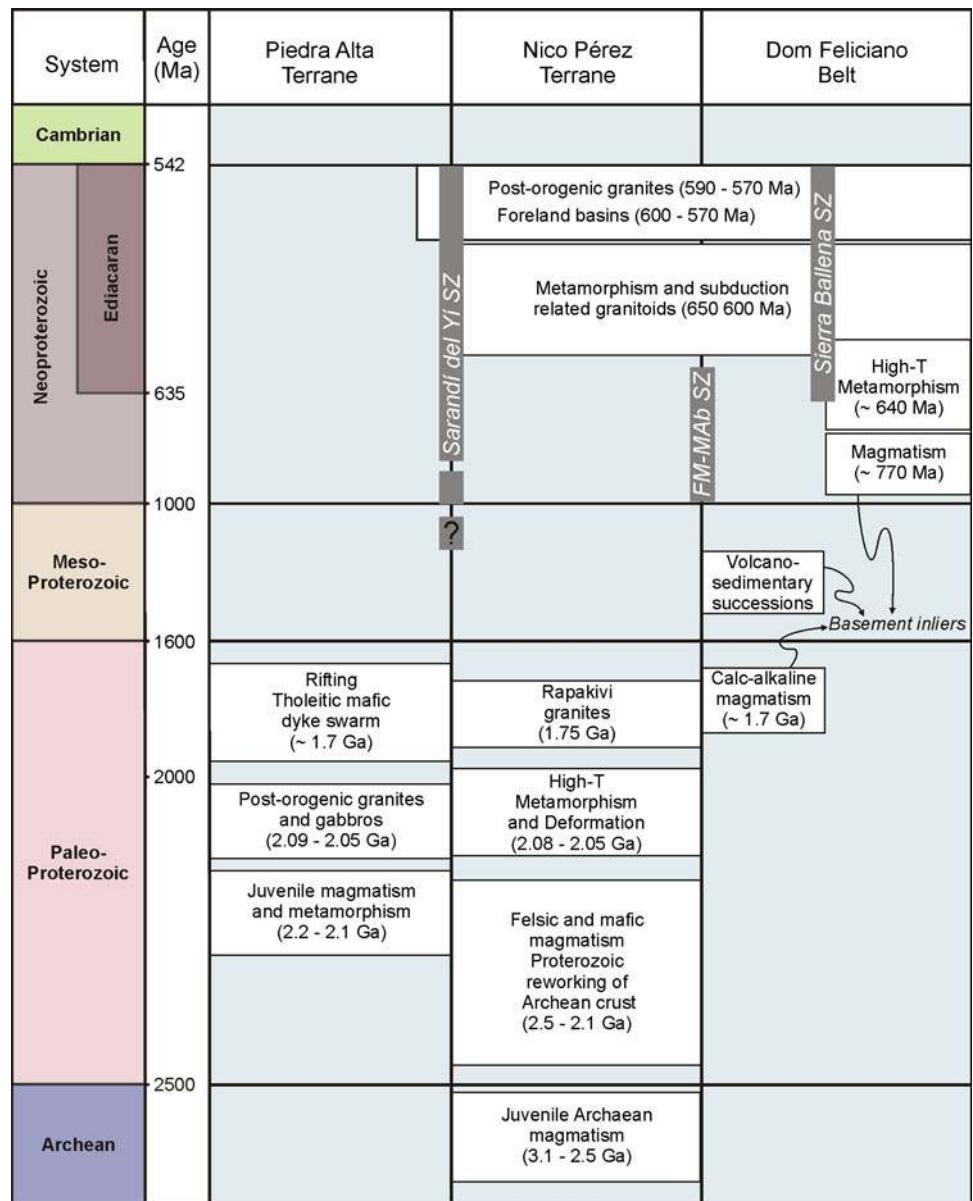 System
Age
(Ma)
Piedra Alta
Terrane
Nico Pérez
Terrane
Dom Feliciano
Belt
Cambrian
542
Neoproterozoic
Ediacaran
635
1000
Meso-
Proterozoic
1600
Paleo-
Proterozoic
2000
2500
Archean
Post-orogenic granites (590 - 570 Ma)
Foreland basins (600 - 570 Ma)
Metamorphism and subduction
related granitoids (650 600 Ma)
Sarandí del Yí SZ
?
FM-MAb SZ
Sierra Ballena SZ
High-T
Metamorphism
(~ 640 Ma)
Magmatism
(~ 770 Ma)
Volcano-
sedimentary
successions
Basement inliers
Calc-alkaline
magmatism
(~ 1.7 Ga)
Rifting
Tholeitic mafic
dyke swarm
(~ 1.7 Ga)
Post-orogenic granites
and gabbros
(2.09 - 2.05 Ga)
Juvenile magmatism
and metamorphism
(2.2 - 2.1 Ga)
Rapakivi
granites
(1.75 Ga)
High-T
Metamorphism
and Deformation
(2.08 - 2.05 Ga)
Felsic and mafic
magmatism
Proterozoic
reworking of
Archean crust
(2.5 - 2.1 Ga)
Juvenile Archaean
magmatism
(3.1 - 2.5 Ga)